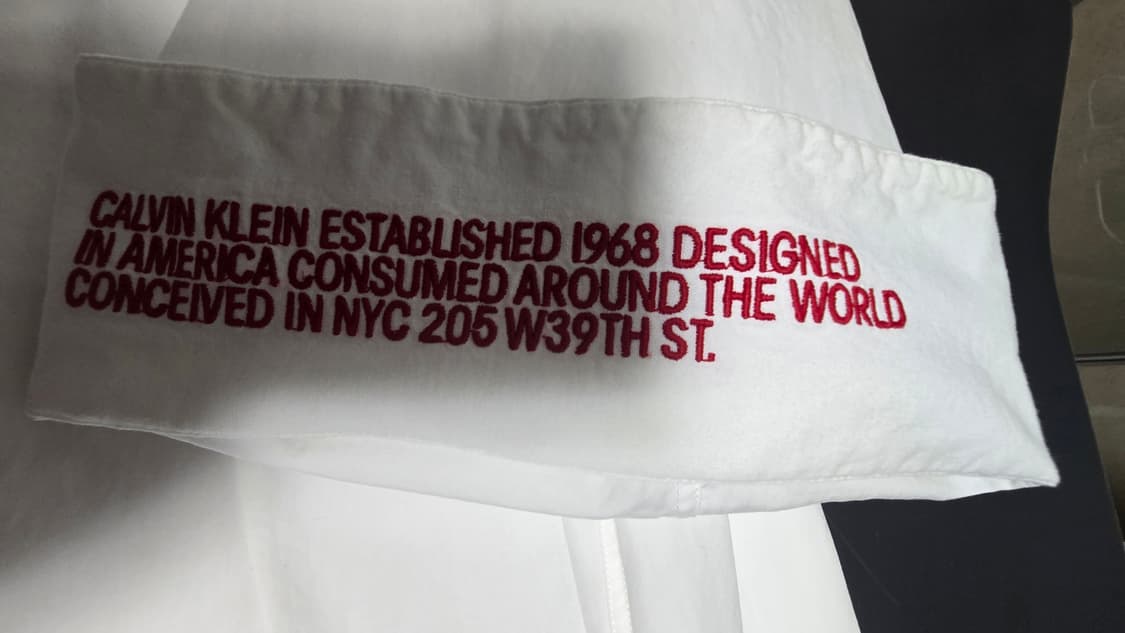 CALVIN KLEIN ESTABLISHED 1968 DESIGNED
IN AMERICA CONSUMED AROUND THE WORLD
CONCEIVED IN NYC 205 W39TH ST.